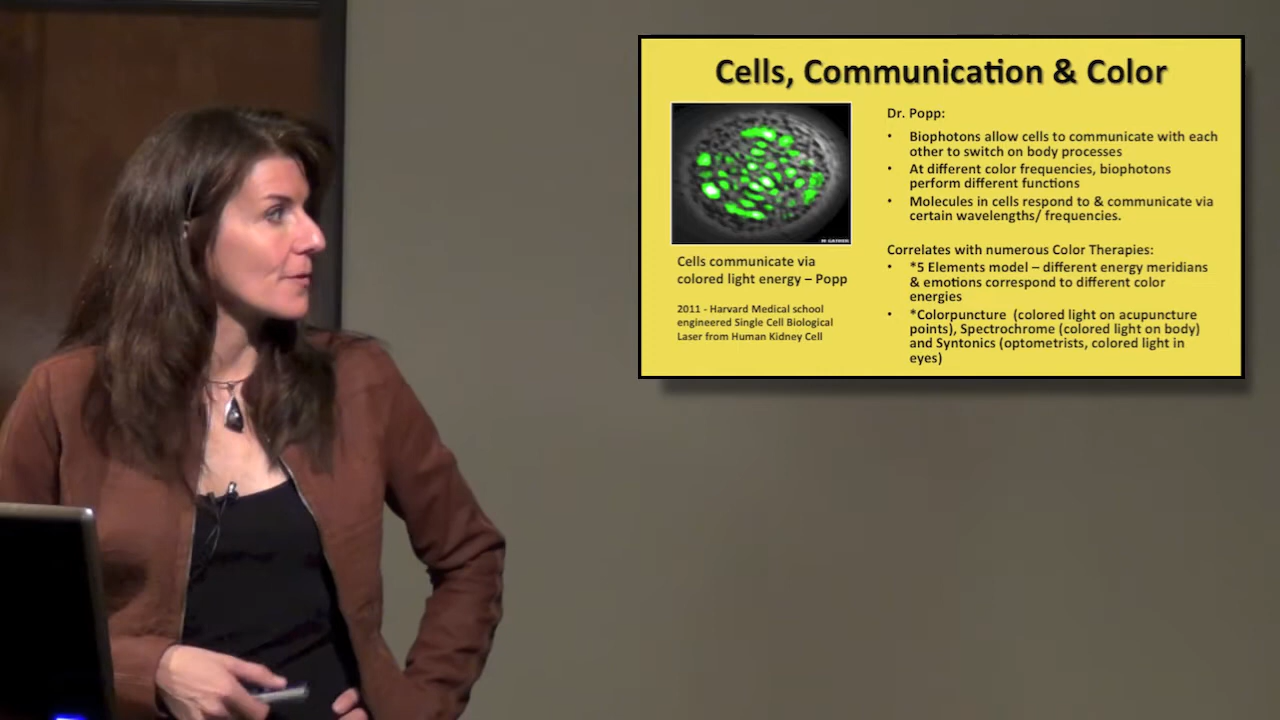 Cells, Communication & Color
Cells communicate via
colored light energy – Popp
2011 - Harvard Medical school
engineered Single Cell Biological
Laser from Human Kidney Cell
Dr. Popp:
• Biophotons allow cells to communicate with each
other to switch on body processes
• At different color frequencies, biophotons
perform different functions
• Molecules in cells respond to & communicate via
certain wavelengths/ frequencies.
Correlates with numerous Color Therapies:
• *5 Elements model – different energy meridians
& emotions correspond to different color
energies
• *Colorpuncture (colored light on acupuncture
points), Spectrochrome (colored light on body)
and Syntonics (optometrists, colored light in
eyes)